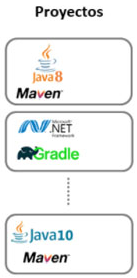 Proyectos
Java8
Maven
Microsoft
.NET
Framework
Gradle
Java10
Maven